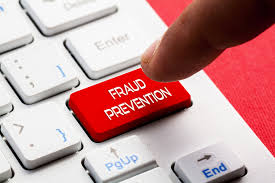 Enter
FRAUD
PREVENTION
PgUp
End